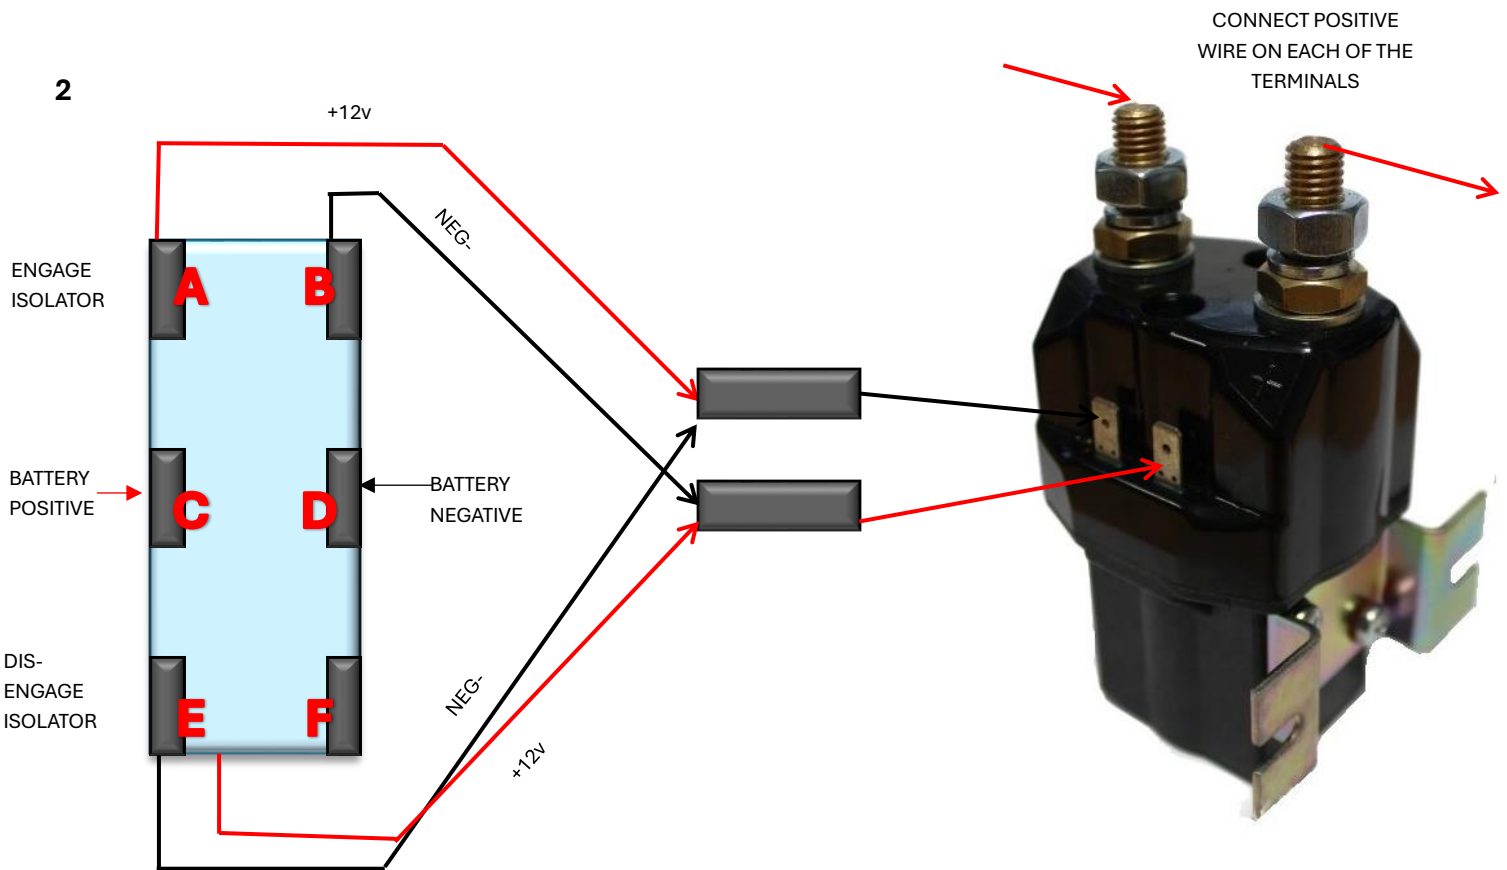 CONNECT POSITIVE
WIRE ON EACH OF THE
TERMINALS
2
+12v
NEG-
ENGAGE
ISOLATOR
A
B
BATTERY
POSITIVE
C
D
BATTERY
NEGATIVE
DIS-
ENGAGE
ISOLATOR
E
F
NEG-
+12v